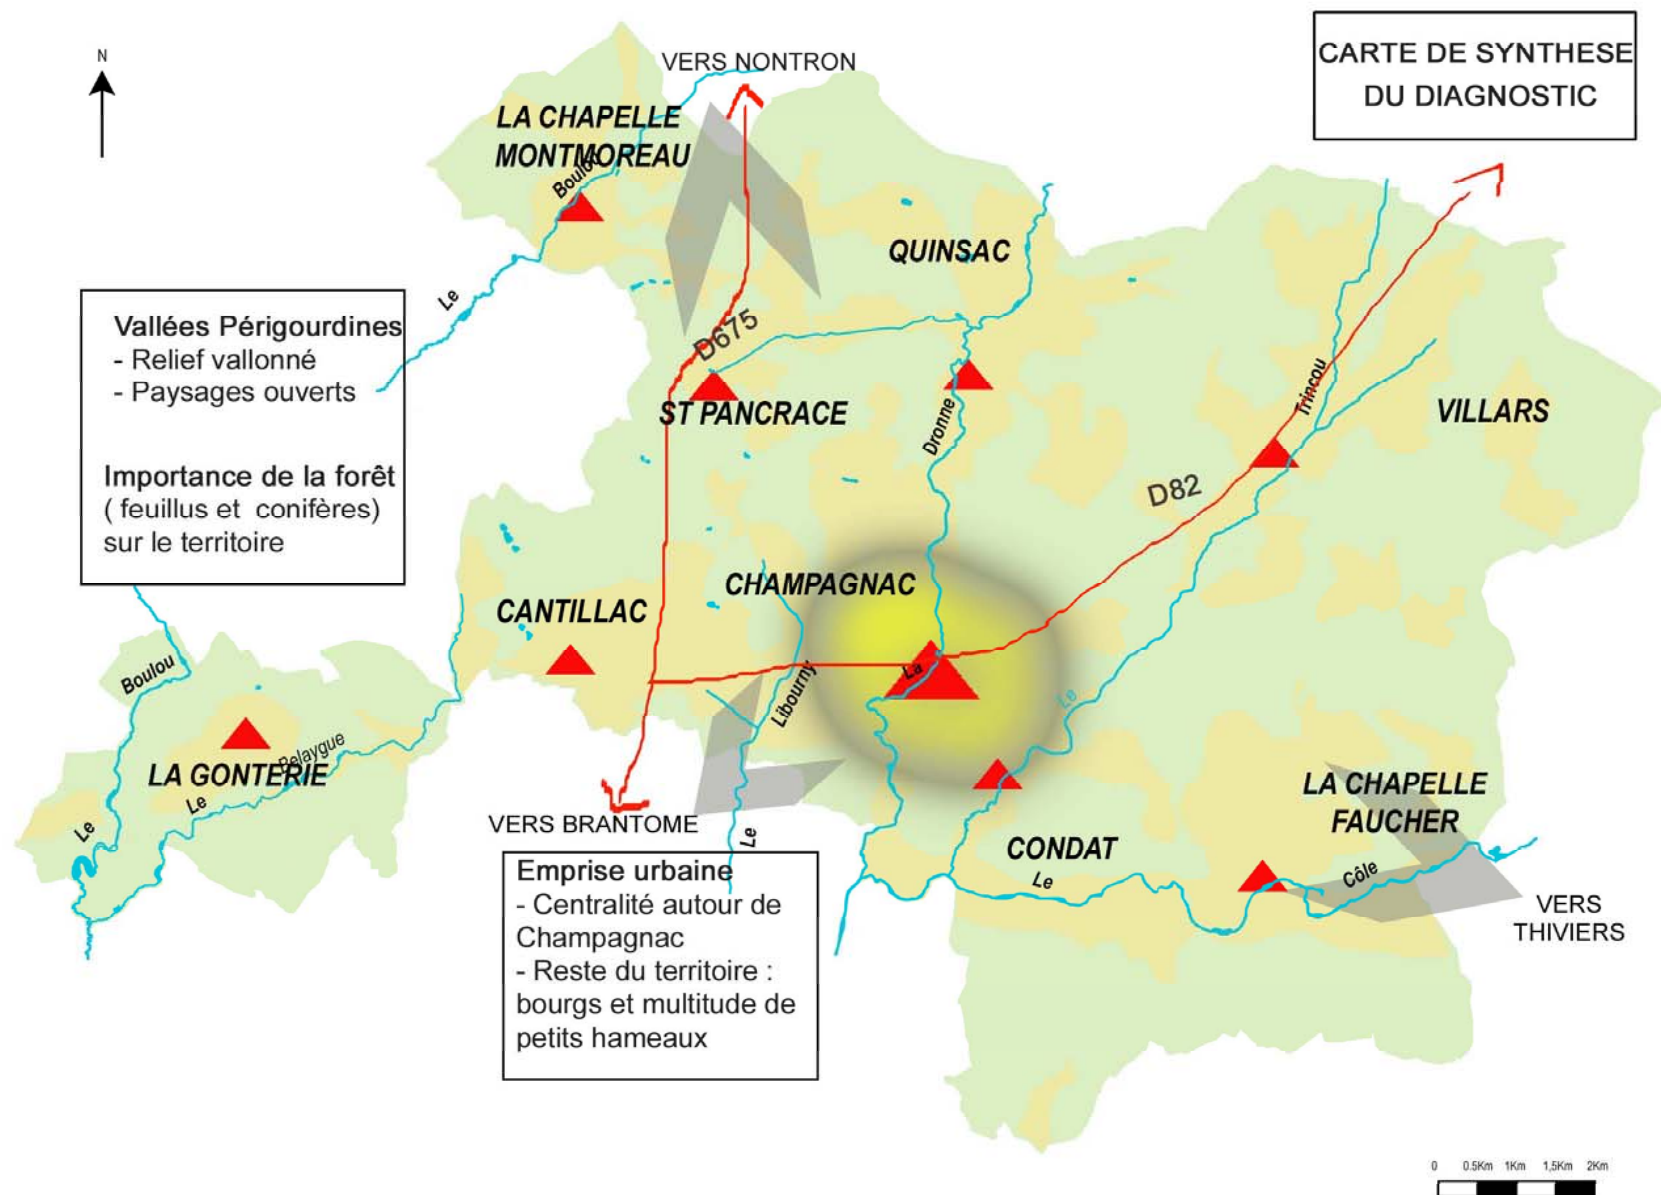 N
VERS NONTRON
CARTE DE SYNTHESE
DU DIAGNOSTIC
LA CHAPELLE
MONTMOREAU
Boulou
Le
QUINSAC
Vallées Périgourdines
- Relief vallonné
- Paysages ouverts
Importance de la forêt
( feuillus et conifères)
sur le territoire
D675
ST PANCRACE
Dronne
Trincou
VILLARS
D82
CHAMPAGNAC
CANTILLAC
Boulou
La
Libourny
Le
Belaygue
LA GONTERIE
Le
Le
LA CHAPELLE
FAUCHER
VERS BRANTOME
Le
CONDAT
Le
Côle
VERS
THIVIERS
Emprise urbaine
- Centralité autour de
Champagnac
- Reste du territoire :
bourgs et multitude de
petits hameaux
0 0.5Km 1Km 1,5Km 2Km